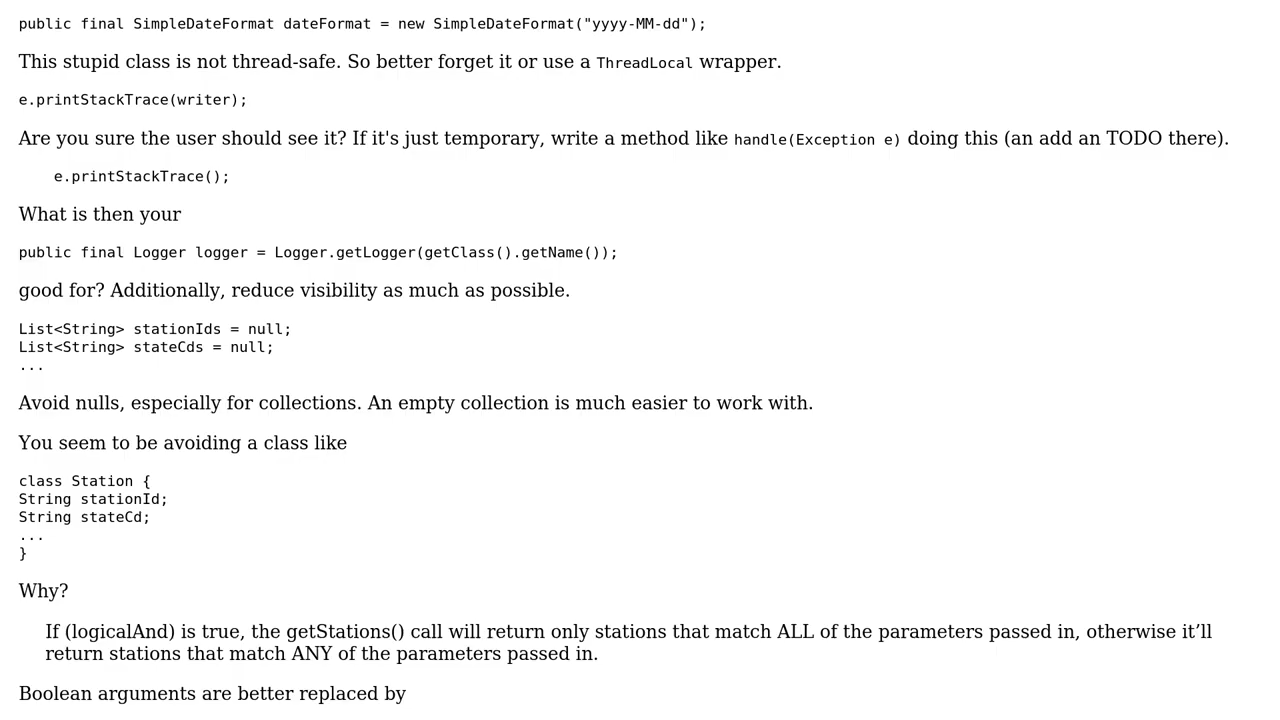 public final SimpleDateFormat dateFormat = new SimpleDateFormat("yyyy-MM-dd");
This stupid class is not thread-safe. So better forget it or use a ThreadLocal wrapper.
e.printStackTrace(writer);
Are you sure the user should see it? If it's just temporary, write a method like handle(Exception e) doing this (an add an TODO there).
e.printStackTrace();
What is then your
public final Logger logger = Logger.getLogger(getClass().getName());
good for? Additionally, reduce visibility as much as possible.
List<String> stationIds = null;
List<String> stateCds = null;
...
Avoid nulls, especially for collections. An empty collection is much easier to work with.
You seem to be avoiding a class like
class Station {
String stationId;
String stateCd;
...
}
Why?
If (logicalAnd) is true, the getStations() call will return only stations that match ALL of the parameters passed in, otherwise it’ll
return stations that match ANY of the parameters passed in.
Boolean arguments are better replaced by